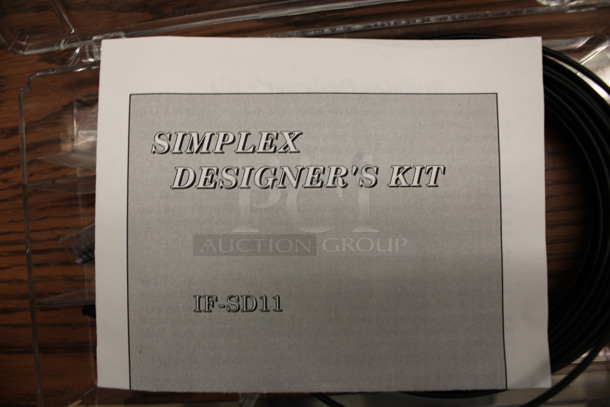 SIMPLEX
DESIGNER'S KIT
PCI
AUCTION GROUP
IF-SD11